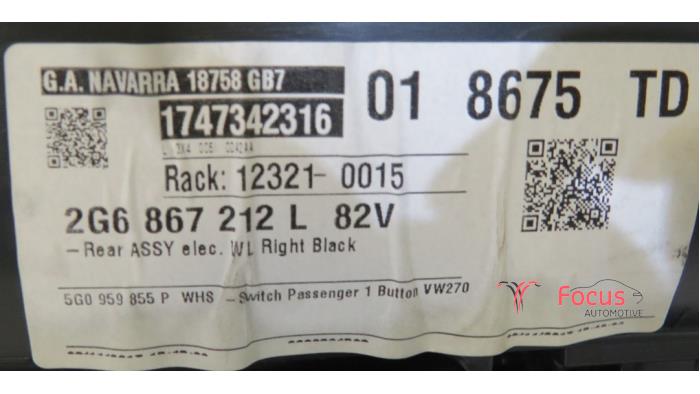 G.A. NAVARRA 18758 GB7
01 8675 TD
1747342316
Rack: 12321-0015
2G6 867 212 L 82V
-Rear ASSY elec. WL Right Black
5G0 959 855 P WHS -Switch Passenger 1 Button VW270
Focus
AUTOMOTIVE